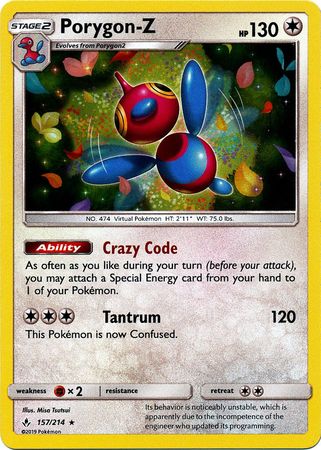 STAGE2 Porygon-Z HP 130
Evolves from Porygon2
NO. 474 Virtual Pokémon HT: 2'11" WT: 75.0 lbs.
Ability Crazy Code
As often as you like during your turn (before your attack),
you may attach a Special Energy card from your hand to
1 of your Pokémon.
Tantrum 120
This Pokémon is now Confused.
weakness × 2 resistance retreat
Illus. Misa Tsutsui
157/214 ★
©2019 Pokémon
Its behavior is noticeably unstable, which is
apparently due to the incompetence of the
engineer who updated its programming.